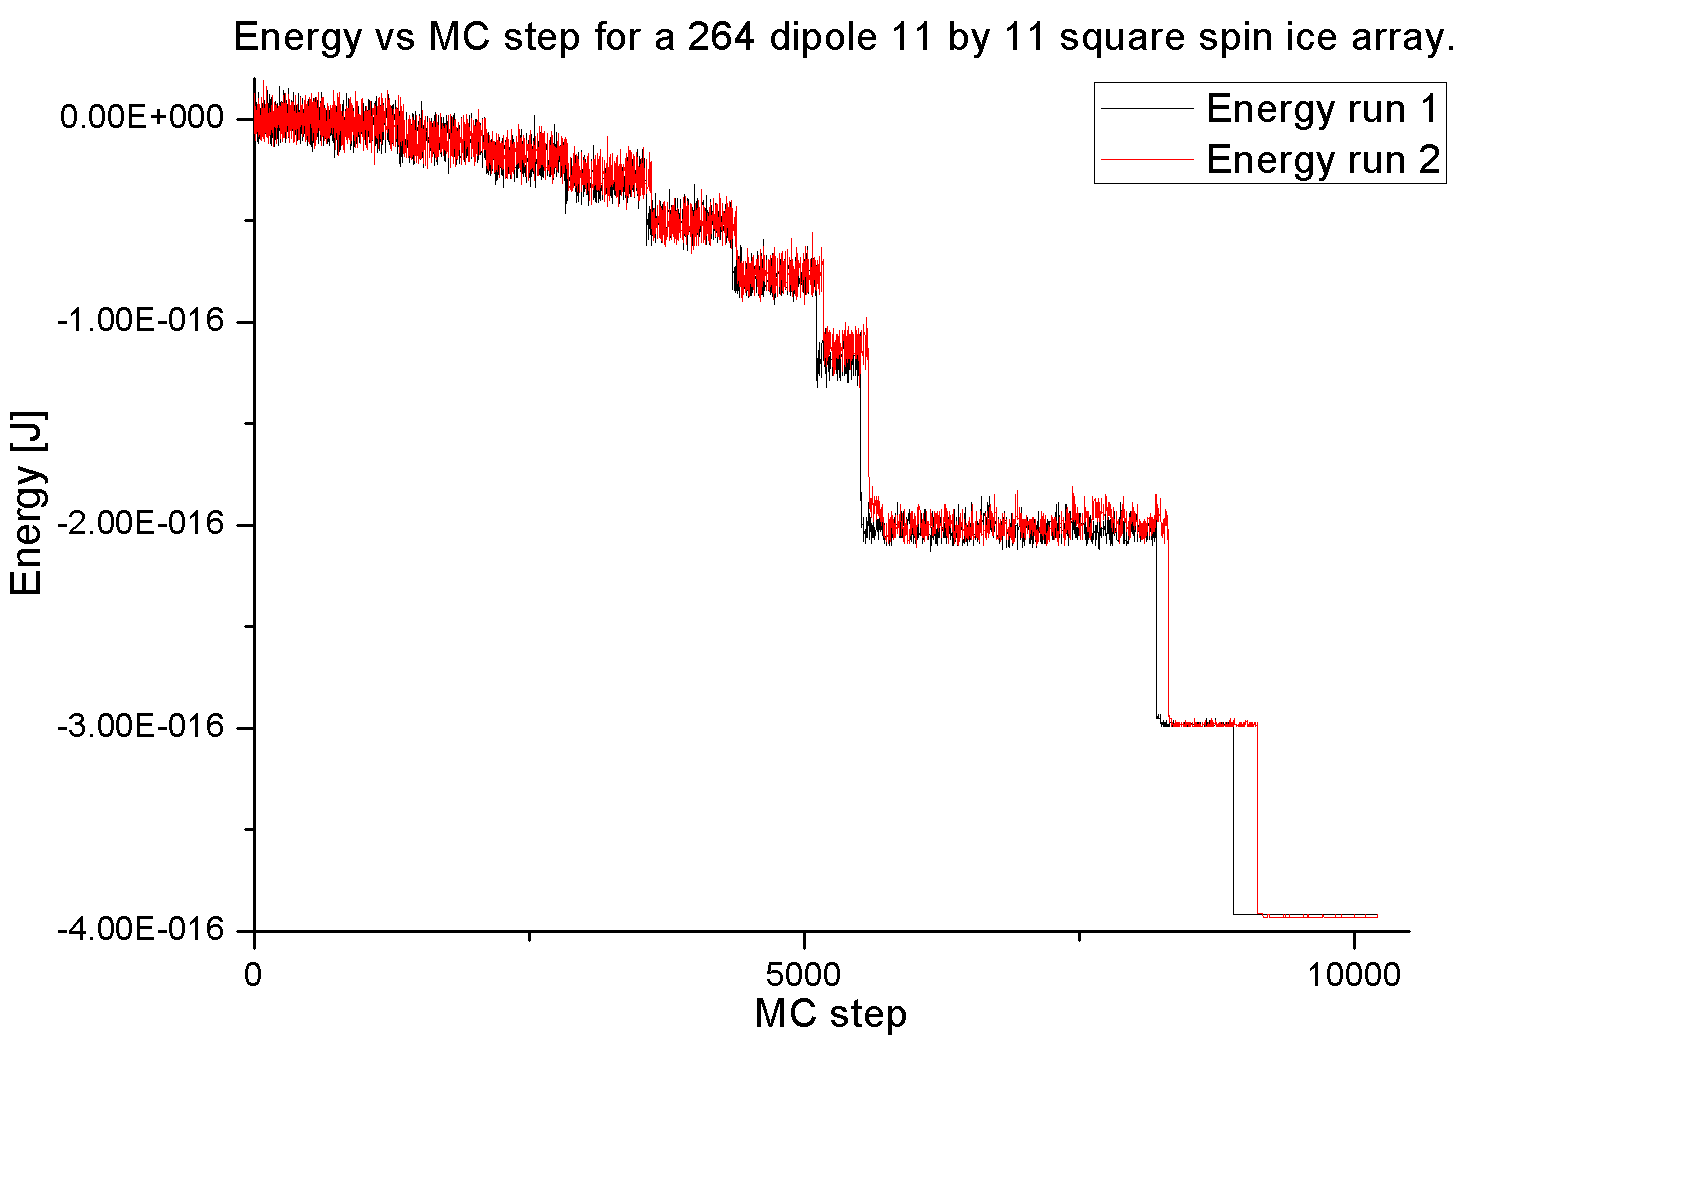 Energy vs MC step for a 264 dipole 11 by 11 square spin ice array.
Energy run 1
Energy run 2
0.00E+000
-1.00E-016
-2.00E-016
-3.00E-016
-4.00E-016
Energy [J]
0 5000 10000
MC step